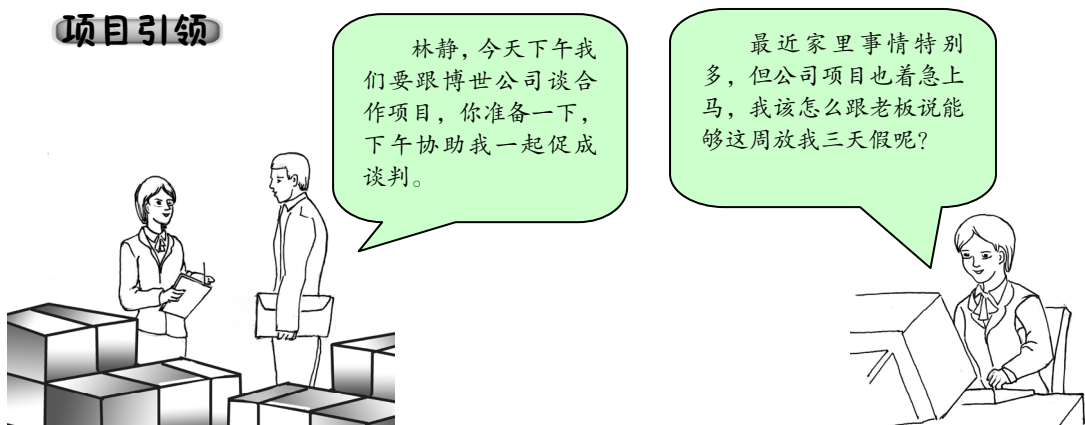 项目引领
林静，今天下午我
们要跟博世公司谈合
作项目，你准备一下，
下午协助我一起促成
谈判。
最近家里事情特别
多，但公司项目也着急上
马，我该怎么跟老板说能
够这周放我三天假呢？